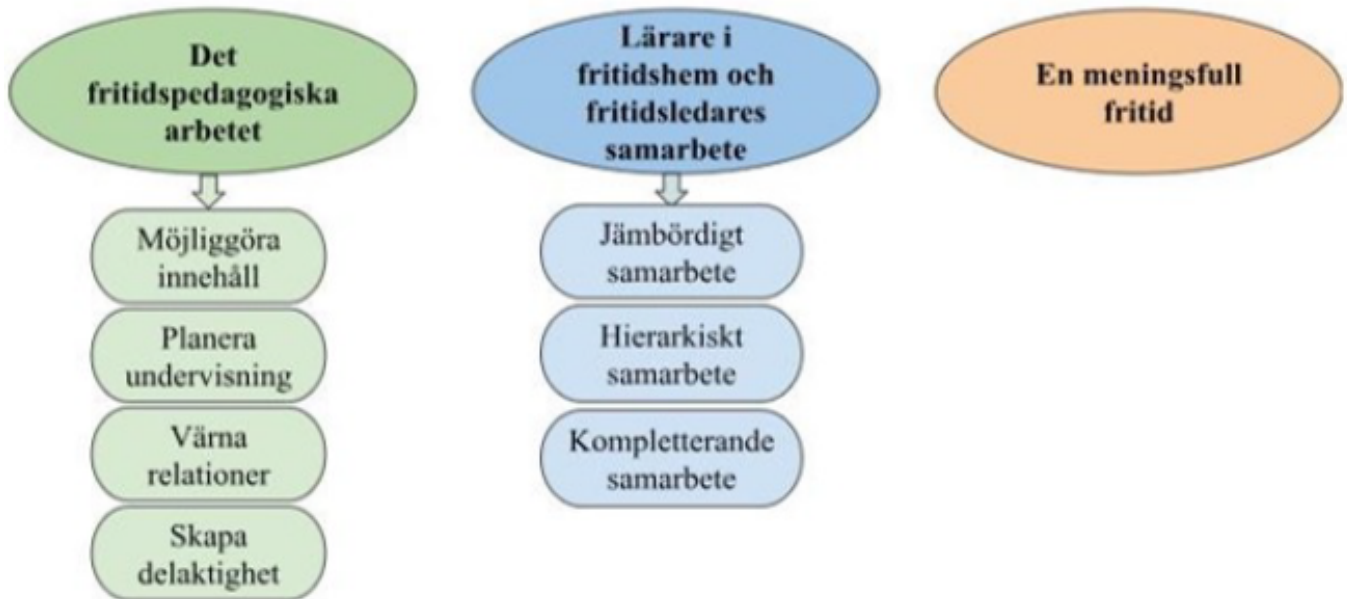 Det
fritidspedagogiska
arbetet
Möjliggöra
innehåll
Planera
undervisning
Värna
relationer
Skapa
delaktighet
Lärare i
fritidshem och
fritidsledares
samarbete
Jämbördigt
samarbete
Hierarkiskt
samarbete
Kompletterande
samarbete
En meningsfull
fritid